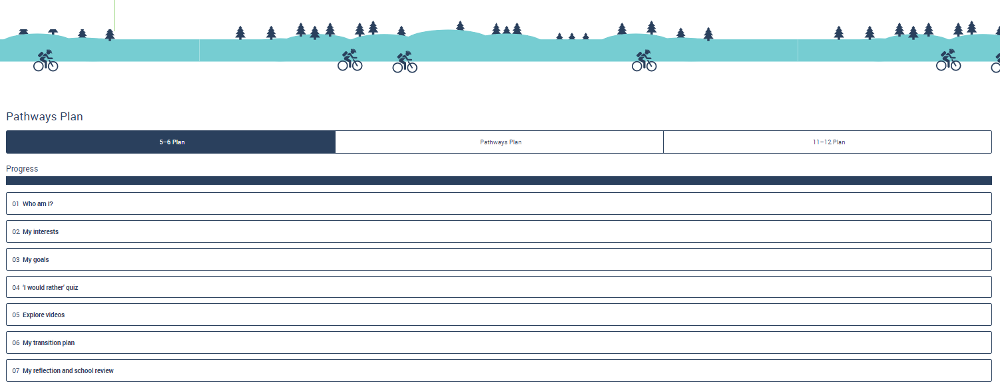 Pathways Plan
5–6 Plan
Pathways Plan
11–12 Plan
Progress
01 Who am I?
02 My interests
03 My goals
04 ‘I would rather’ quiz
05 Explore videos
06 My transition plan
07 My reflection and school review